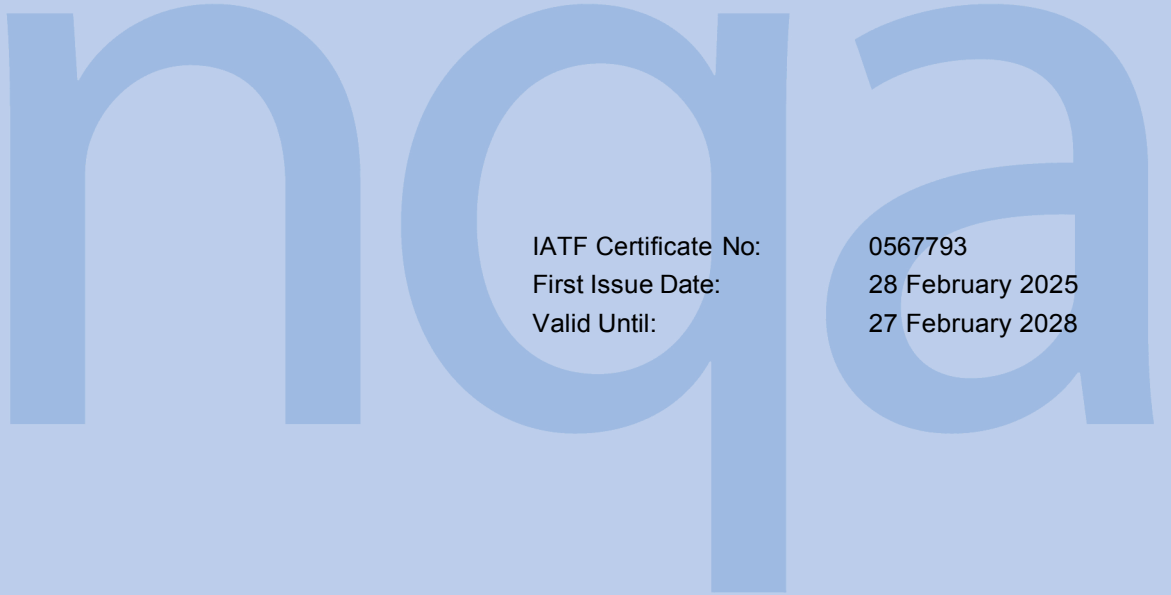 nqa
IATF Certificate No: 0567793
First Issue Date: 28 February 2025
Valid Until: 27 February 2028